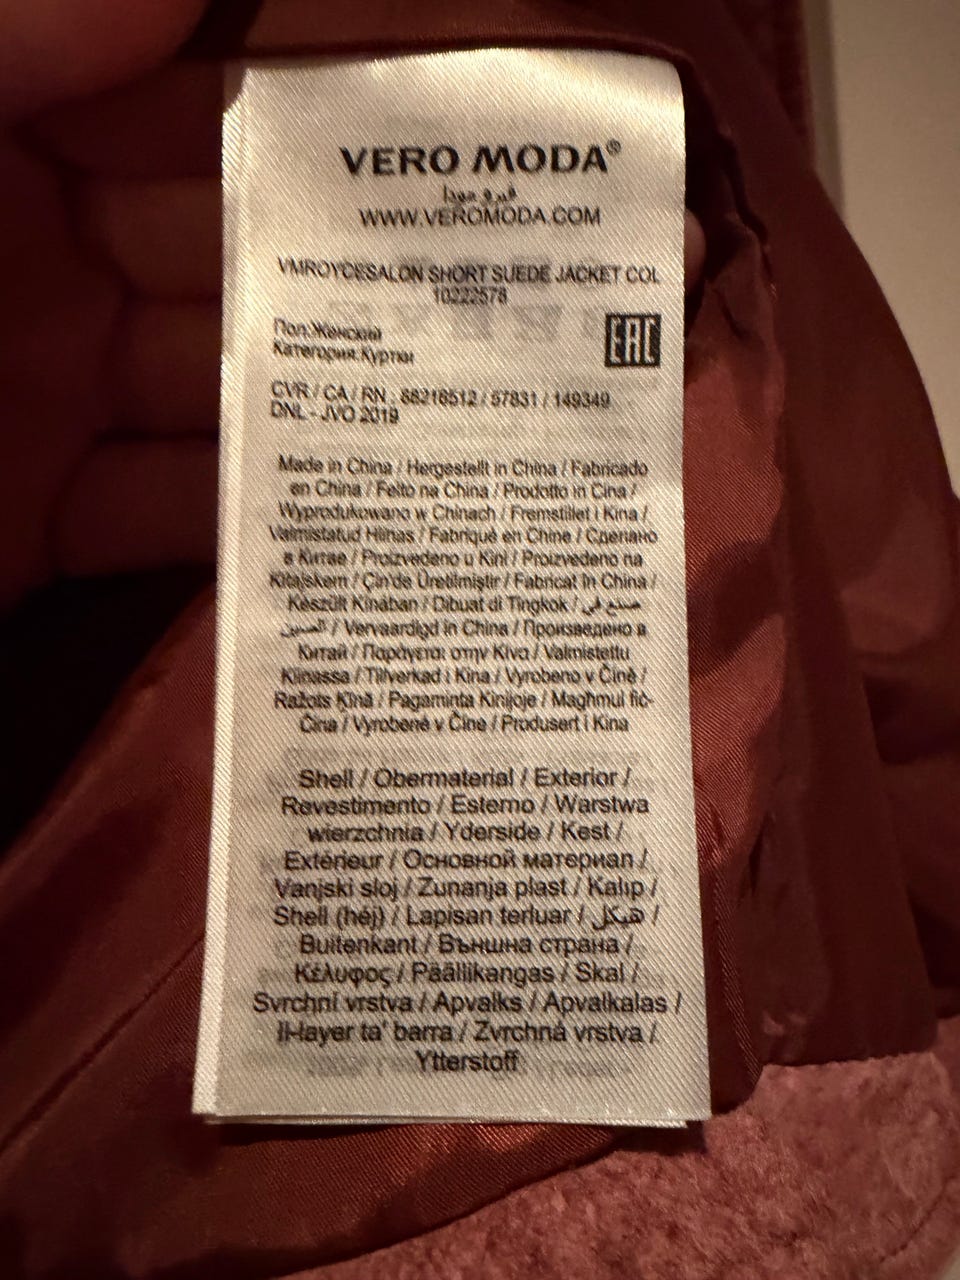 VERO MODA®
فيرو مودا
WWW.VEROMODA.COM
VMROYCESALON SHORT SUEDE JACKET COL
10222578
Пол:Женский
Категория:Куртки
EAC
CVR / CA / RN : 88216512 / 57831 / 149349
DNL - JVO 2019
Made in China / Hergestellt in China / Fabricado
en China / Feito na China / Prodotto in Cina /
Wyprodukowano w Chinach / Fremstillet i Kina /
Valmistatud Hiinas / Fabriqué en Chine / Сделано
в Китае / Proizvedeno u Kini / Proizvedeno na
Kitajskem / Çin'de Üretilmiştir / Fabricat în China /
Készült Kínában / Dibuat di Tingkok / صنع في
الصين / Vervaardigd in China / Произведено в
Китай / Παράγεται στην Κίνα / Valmistettu
Kiinassa / Tillverkad i Kina / Vyrobeno v Číně /
Ražots Ķīnā / Pagaminta Kinijoje / Magħmul fiċ-
Ċina / Vyrobené v Číne / Produsert i Kina
Shell / Obermaterial / Exterior /
Revestimento / Esterno / Warstwa
wierzchnia / Yderside / Kest /
Extérieur / Основной материал /
Vanjski sloj / Zunanja plast / Kalıp /
Shell (héj) / Lapisan terluar / هيكل /
Buitenkant / Външна страна /
Κέλυφος / Päällikangas / Skal /
Svrchní vrstva / Apvalks / Apvalkalas /
Il-layer ta' barra / Zvrchná vrstva /
Ytterstoff